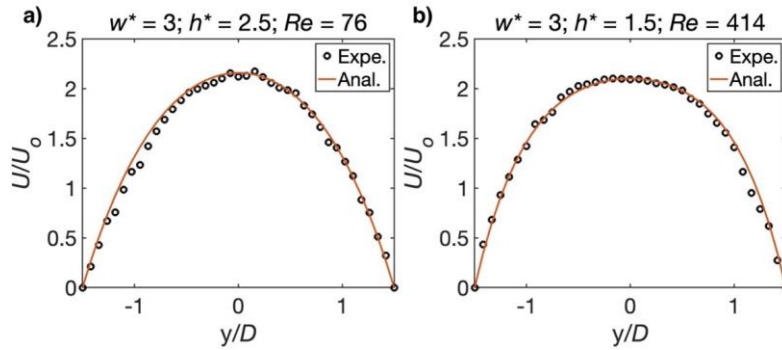 a)
w* = 3; h* = 2.5; Re = 76
2.5
2
1.5
1
0.5
0
U/Uo
-1
0
1
y/D
Expe.
Anal.
b)
w* = 3; h* = 1.5; Re = 414
2.5
2
1.5
1
0.5
0
U/Uo
-1
0
1
y/D
Expe.
Anal.